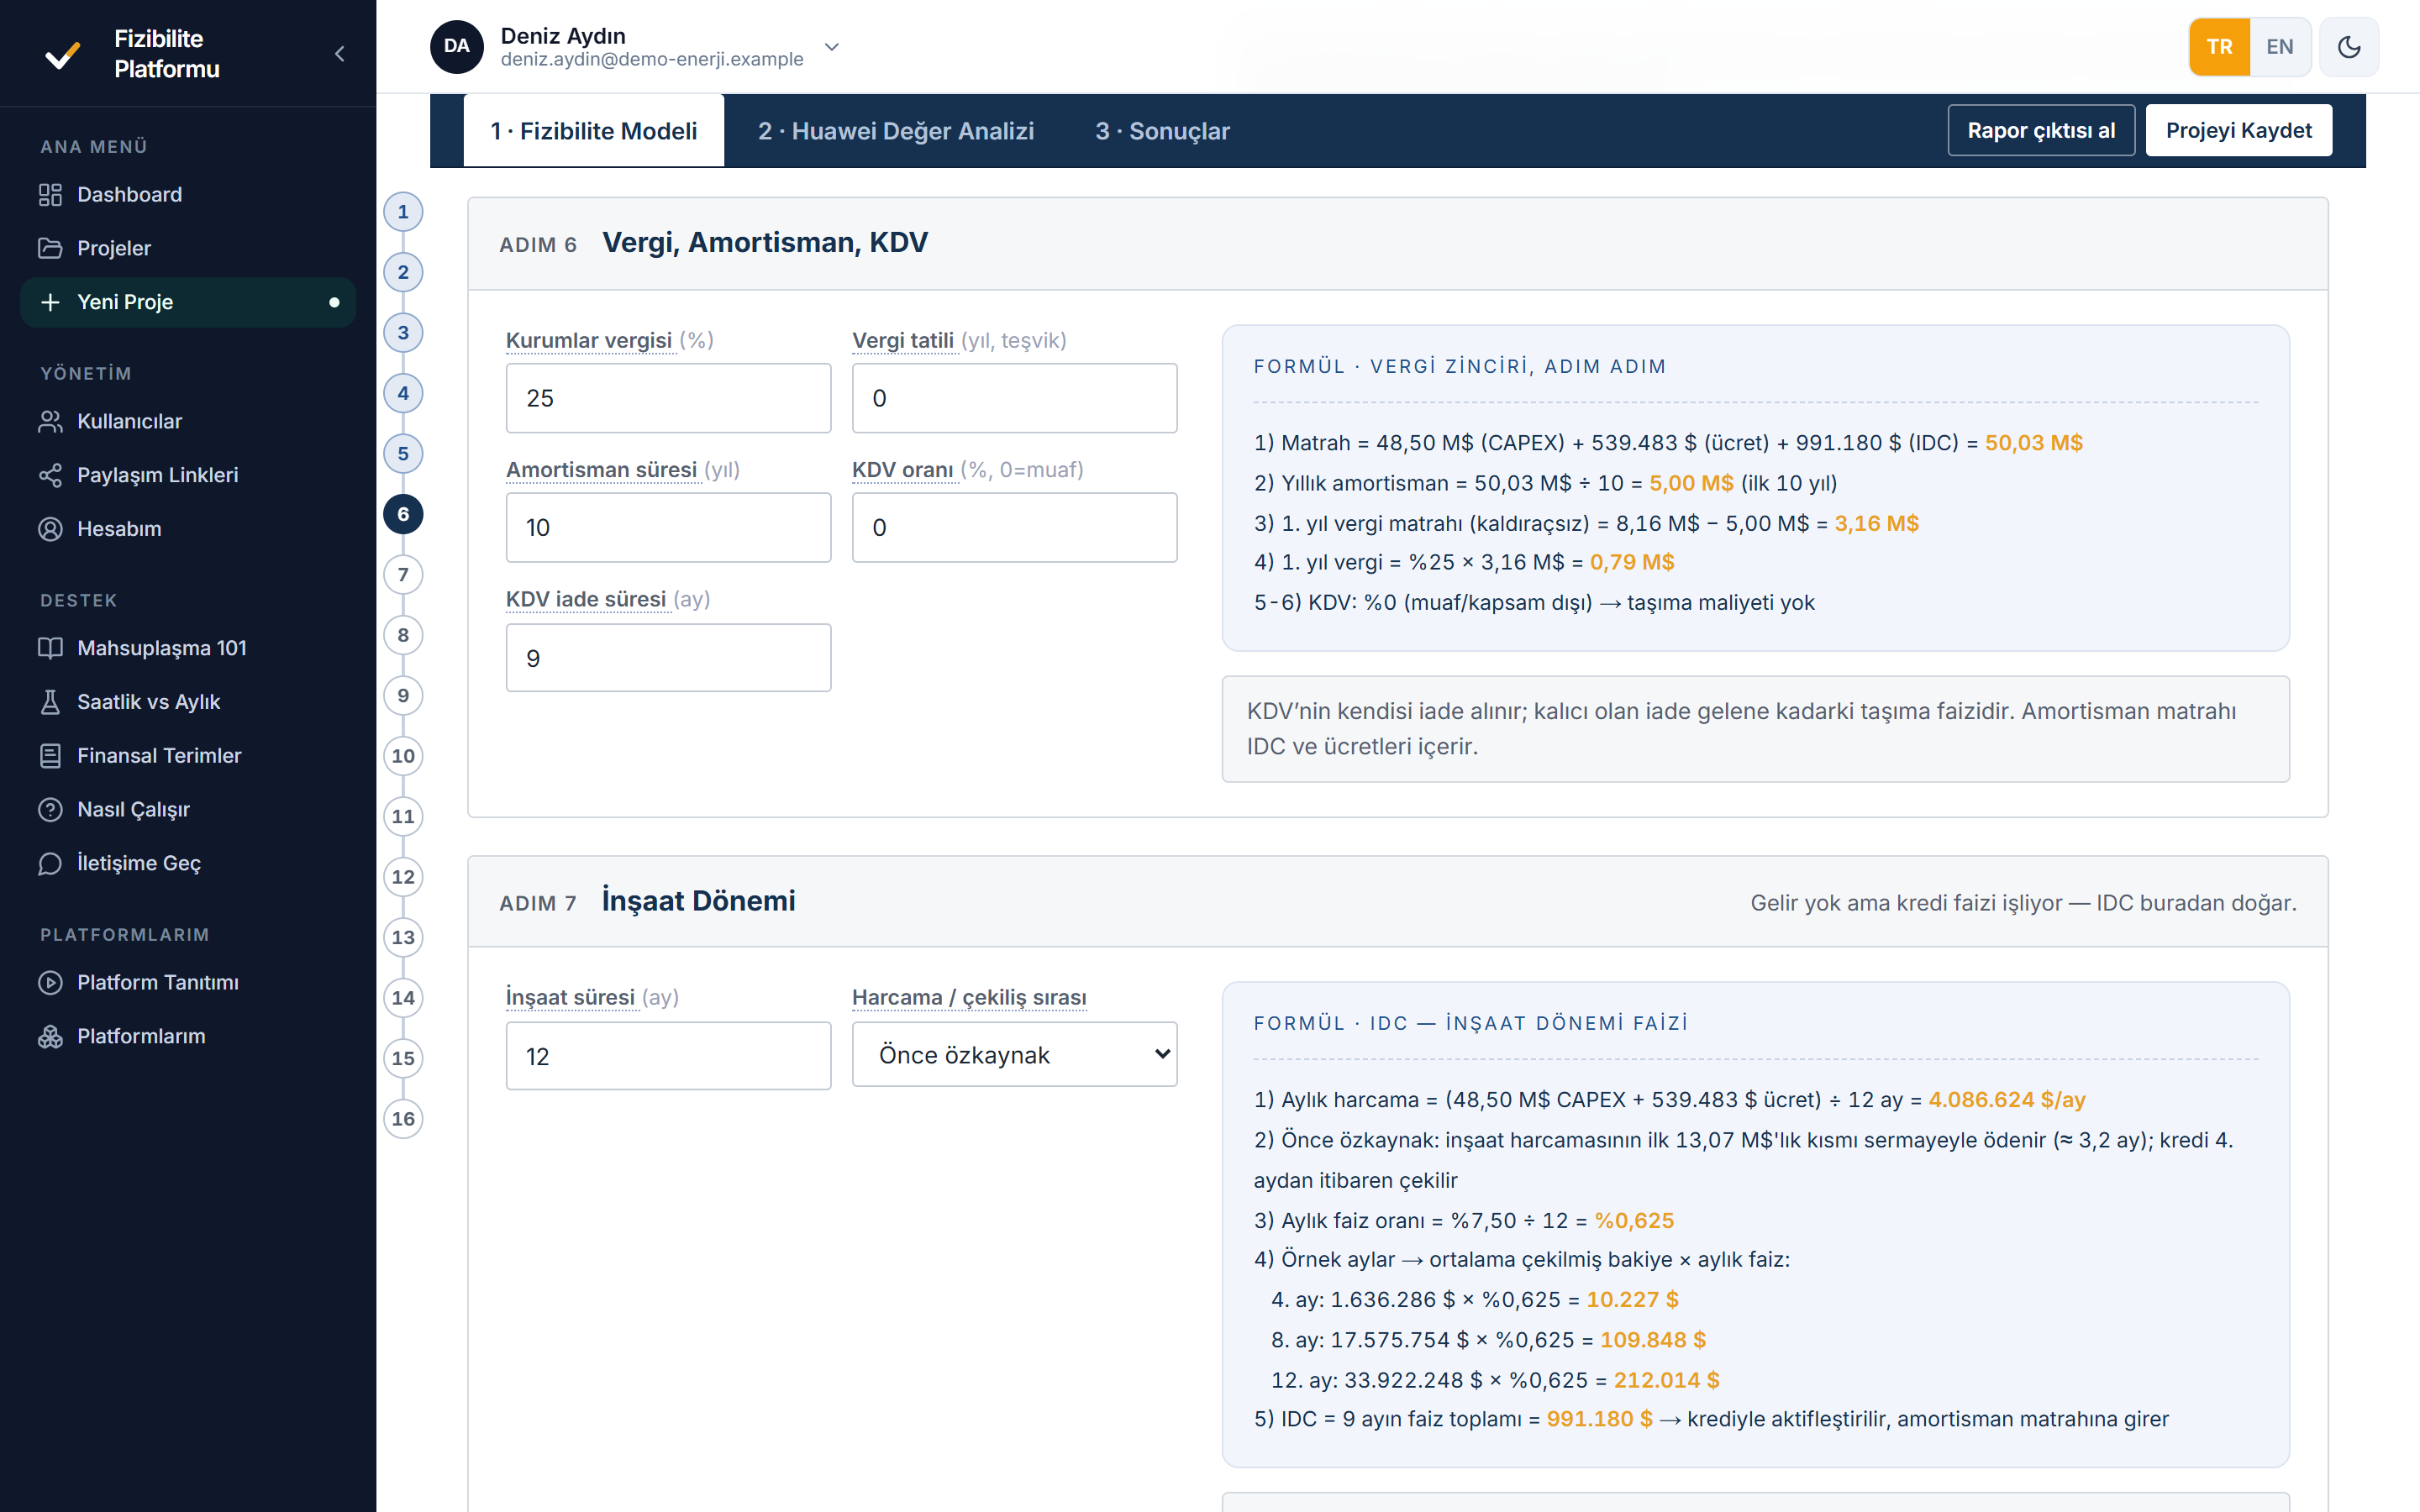 Fizibilite
Platformu
ANA MENÜ
Dashboard
Projeler
Yeni Proje
YÖNETİM
Kullanıcılar
Paylaşım Linkleri
Hesabım
DESTEK
Mahsuplaşma 101
Saatlik vs Aylık
Finansal Terimler
Nasıl Çalışır
İletişime Geç
PLATFORMLARIM
Platform Tanıtımı
Platformlarım
DA
Deniz Aydın
deniz.aydin@demo-enerji.example
TR
EN
1 · Fizibilite Modeli
2 · Huawei Değer Analizi
3 · Sonuçlar
Rapor çıktısı al
Projeyi Kaydet
1
2
3
4
5
6
7
8
9
10
11
12
13
14
15
16
ADIM 6 Vergi, Amortisman, KDV
Kurumlar vergisi (%)
25
Vergi tatili (yıl, teşvik)
0
Amortisman süresi (yıl)
10
KDV oranı (%, 0=muaf)
0
KDV iade süresi (ay)
9
FORMÜL · VERGİ ZİNCİRİ, ADIM ADIM
1) Matrah = 48,50 M$ (CAPEX) + 539.483 $ (ücret) + 991.180 $ (IDC) = 50,03 M$
2) Yıllık amortisman = 50,03 M$ ÷ 10 = 5,00 M$ (ilk 10 yıl)
3) 1. yıl vergi matrahı (kaldıraçsız) = 8,16 M$ − 5,00 M$ = 3,16 M$
4) 1. yıl vergi = %25 × 3,16 M$ = 0,79 M$
5-6) KDV: %0 (muaf/kapsam dışı) → taşıma maliyeti yok
KDV’nin kendisi iade alınır; kalıcı olan iade gelene kadarki taşıma faizidir. Amortisman matrahı
IDC ve ücretleri içerir.
ADIM 7 İnşaat Dönemi
Gelir yok ama kredi faizi işliyor — IDC buradan doğar.
İnşaat süresi (ay)
12
Harcama / çekiliş sırası
Önce özkaynak
FORMÜL · IDC — İNŞAAT DÖNEMİ FAİZİ
1) Aylık harcama = (48,50 M$ CAPEX + 539.483 $ ücret) ÷ 12 ay = 4.086.624 $/ay
2) Önce özkaynak: inşaat harcamasının ilk 13,07 M$'lık kısmı sermayeyle ödenir (≈ 3,2 ay); kredi 4.
aydan itibaren çekilir
3) Aylık faiz oranı = %7,50 ÷ 12 = %0,625
4) Örnek aylar → ortalama çekilmiş bakiye × aylık faiz:
4. ay: 1.636.286 $ × %0,625 = 10.227 $
8. ay: 17.575.754 $ × %0,625 = 109.848 $
12. ay: 33.922.248 $ × %0,625 = 212.014 $
5) IDC = 9 ayın faiz toplamı = 991.180 $ → krediyle aktifleştirilir, amortisman matrahına girer